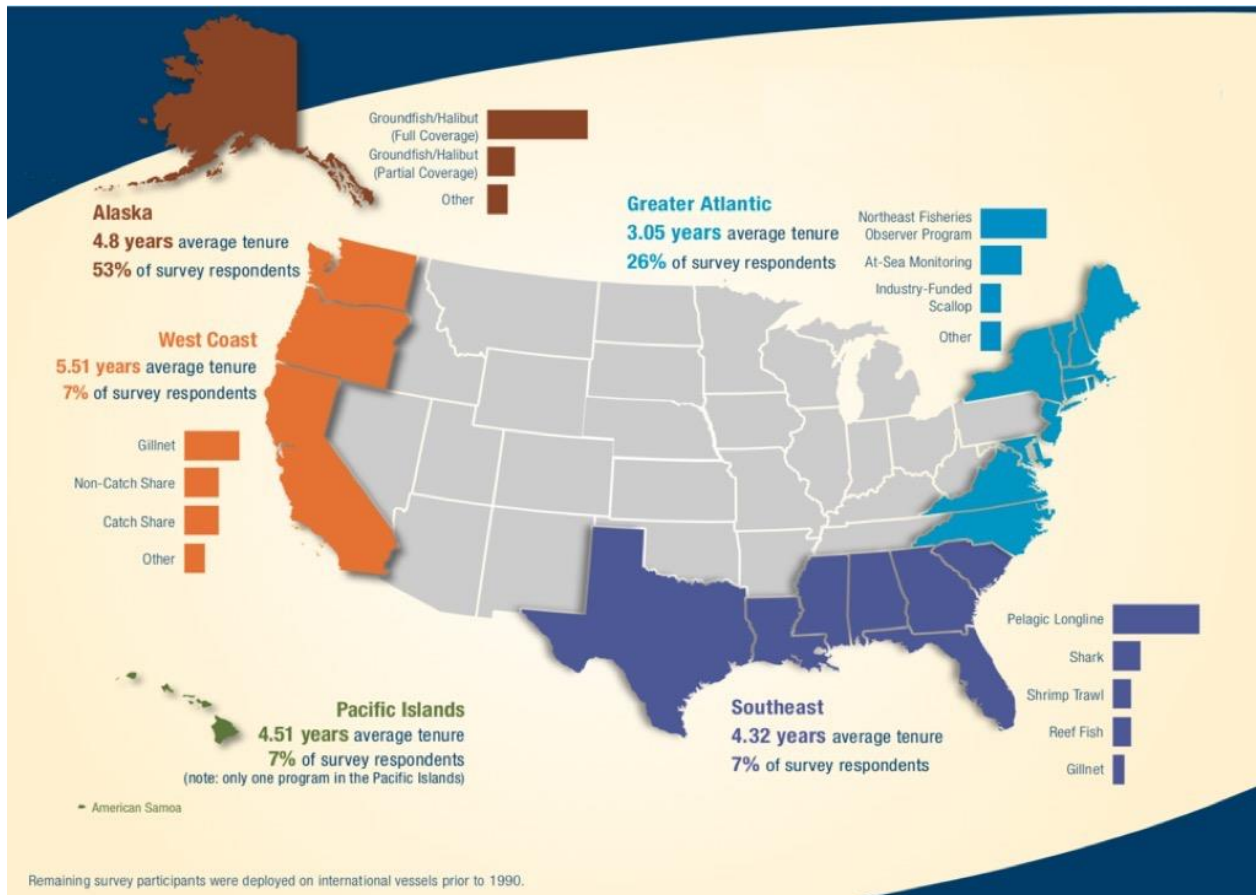 Groundfish/Halibut
(Full Coverage)
Groundfish/Halibut
(Partial Coverage)
Other
Alaska
4.8 years average tenure
53% of survey respondents
Greater Atlantic
3.05 years average tenure
26% of survey respondents
Northeast Fisheries
Observer Program
At-Sea Monitoring
Industry-Funded
Scallop
Other
West Coast
5.51 years average tenure
7% of survey respondents
Gillnet
Non-Catch Share
Catch Share
Other
Pacific Islands
4.51 years average tenure
7% of survey respondents
(note: only one program in the Pacific Islands)
American Samoa
Southeast
4.32 years average tenure
7% of survey respondents
Pelagic Longline
Shark
Shrimp Trawl
Reef Fish
Gillnet
Remaining survey participants were deployed on international vessels prior to 1990.